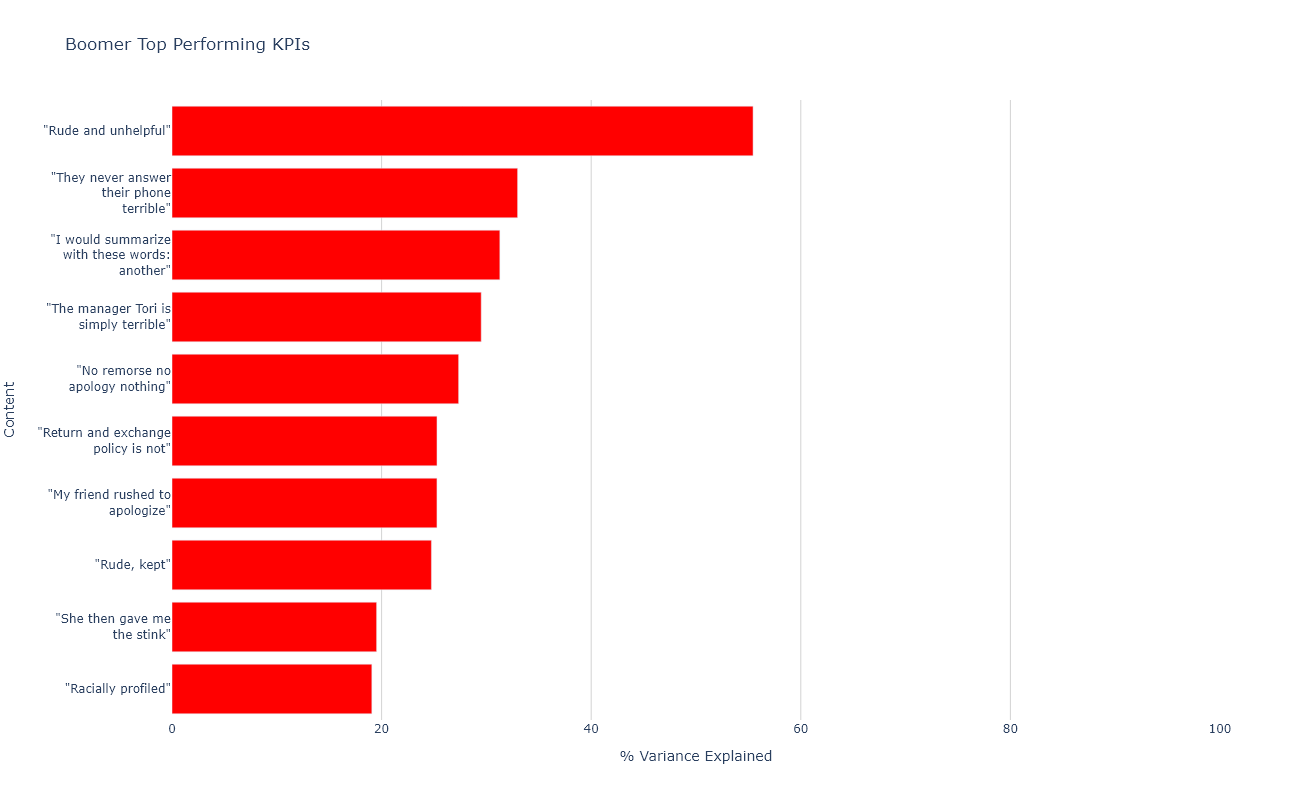 Boomer Top Performing KPIs
"Rude and unhelpful"
"They never answer
their phone
terrible"
"I would summarize
with these words:
another"
"The manager Tori is
simply terrible"
"No remorse no
apology nothing"
"Return and exchange
policy is not"
"My friend rushed to
apologize"
"Rude, kept"
"She then gave me
the stink"
"Racially profiled"
Content
0 20 40 60 80 100
% Variance Explained